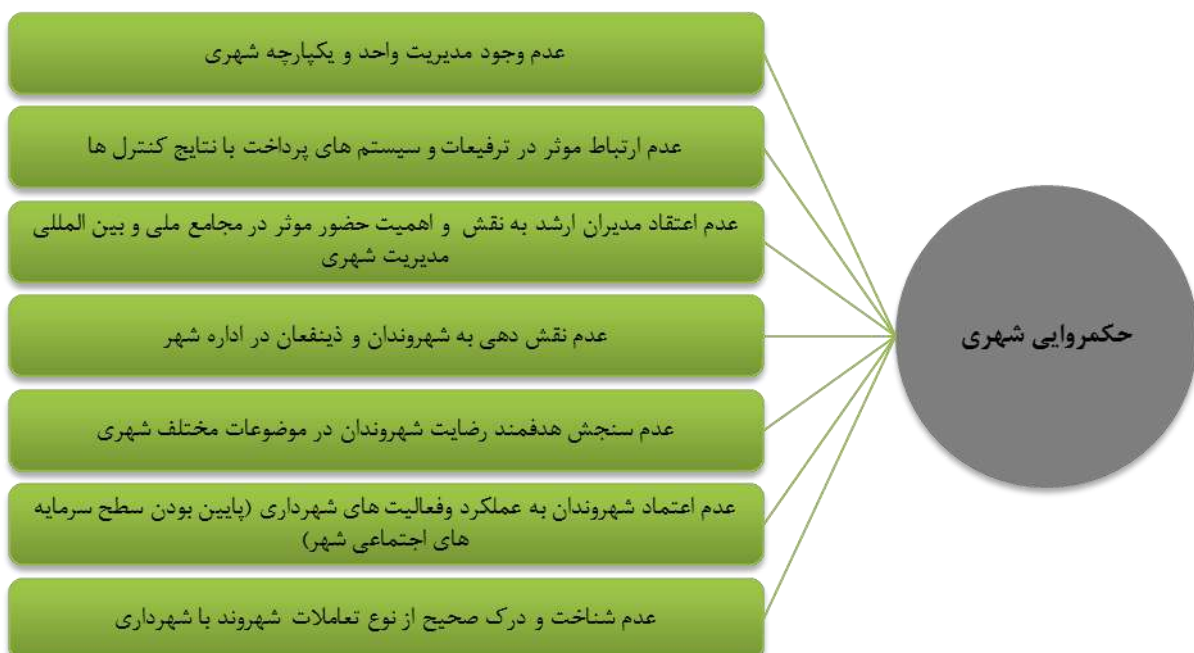 حکمروایی شهری
عدم وجود مدیریت واحد و یکپارچه شهری
عدم ارتباط موثر در ترفیعات و سیستم های پرداخت با نتایج کنترل ها
عدم اعتقاد مدیران ارشد به نقش و اهمیت حضور موثر در مجامع ملی و بین المللی
مدیریت شهری
عدم نقش دهی به شهروندان و ذینفعان در اداره شهر
عدم سنجش هدفمند رضایت شهروندان در موضوعات مختلف شهری
عدم اعتماد شهروندان به عملکرد وفعالیت های شهرداری (پایین بودن سطح سرمایه
های اجتماعی شهر)
عدم شناخت و درک صحیح از نوع تعاملات شهروند با شهرداری